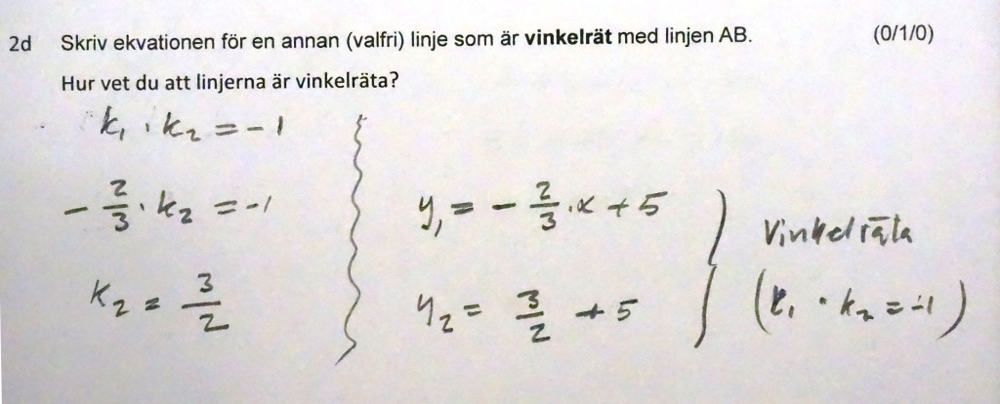 2d Skriv ekvationen för en annan (valfri) linje som är vinkelrät med linjen AB. (0/1/0)
Hur vet du att linjerna är vinkelräta?
k₁ · k₂ = -1
- 2/3 · k₂ = -1
k₂ = 3/2
y₁ = - 2/3 · x + 5
y₂ = 3/2 + 5
Vinkelräta
(k₁ · k₂ = -1)